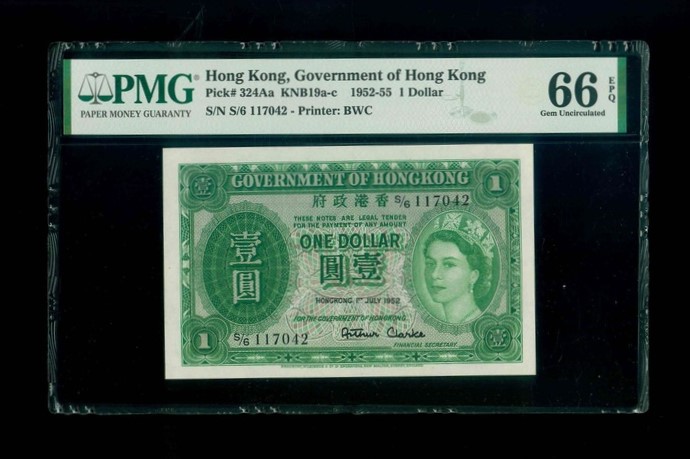 PMG
PAPER MONEY GUARANTY
Hong Kong, Government of Hong Kong
Pick# 324Aa KNB19a-c 1952-55 1 Dollar
S/N S/6 117042 - Printer: BWC
66 EPQ
Gem Uncirculated
GOVERNMENT OF HONGKONG
1
1
府政港香 S/6 117042
THESE NOTES ARE LEGAL TENDER
FOR THE PAYMENT OF ANY AMOUNT
ONE DOLLAR
壹圓
圓壹
HONGKONG, 1ST JULY 1952
FOR THE GOVERNMENT OF HONGKONG
1
S/6 117042
Arthur Clarke
FINANCIAL SECRETARY.